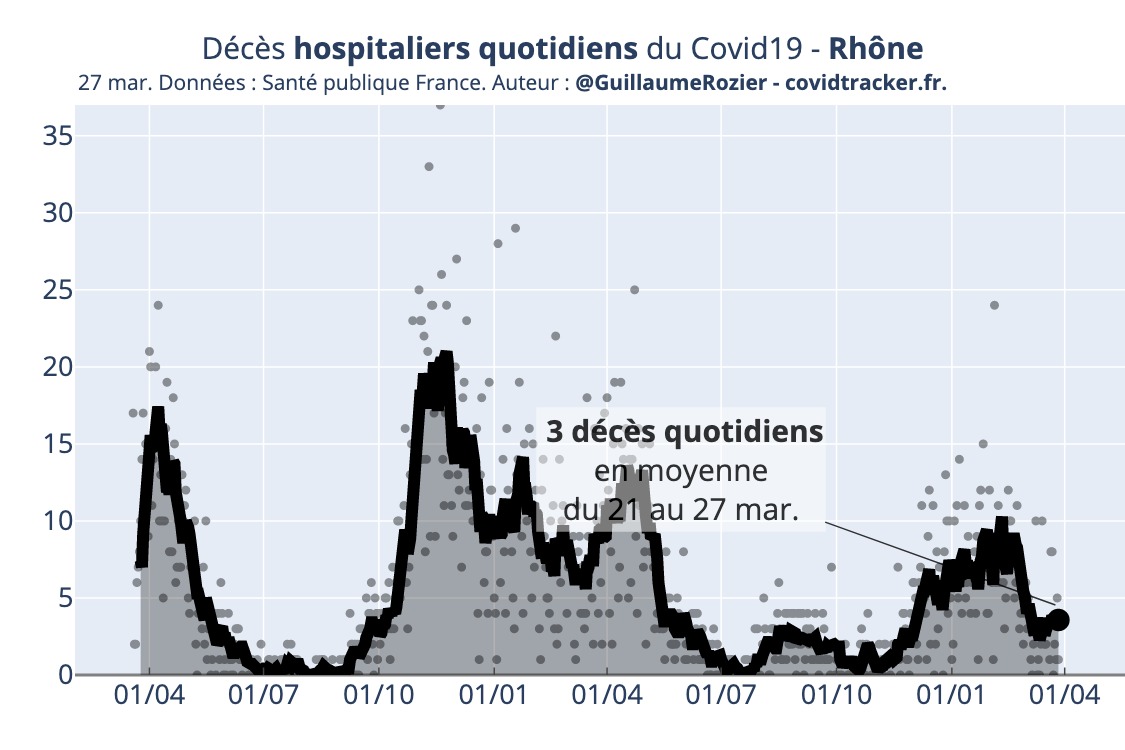 Décès hospitaliers quotidiens du Covid19 - Rhône
27 mar. Données : Santé publique France. Auteur : @GuillaumeRozier - covidtracker.fr.
35
30
25
20
15
10
5
0
3 décès quotidiens
en moyenne
du 21 au 27 mar.
01/04 01/07 01/10 01/01 01/04 01/07 01/10 01/01 01/04